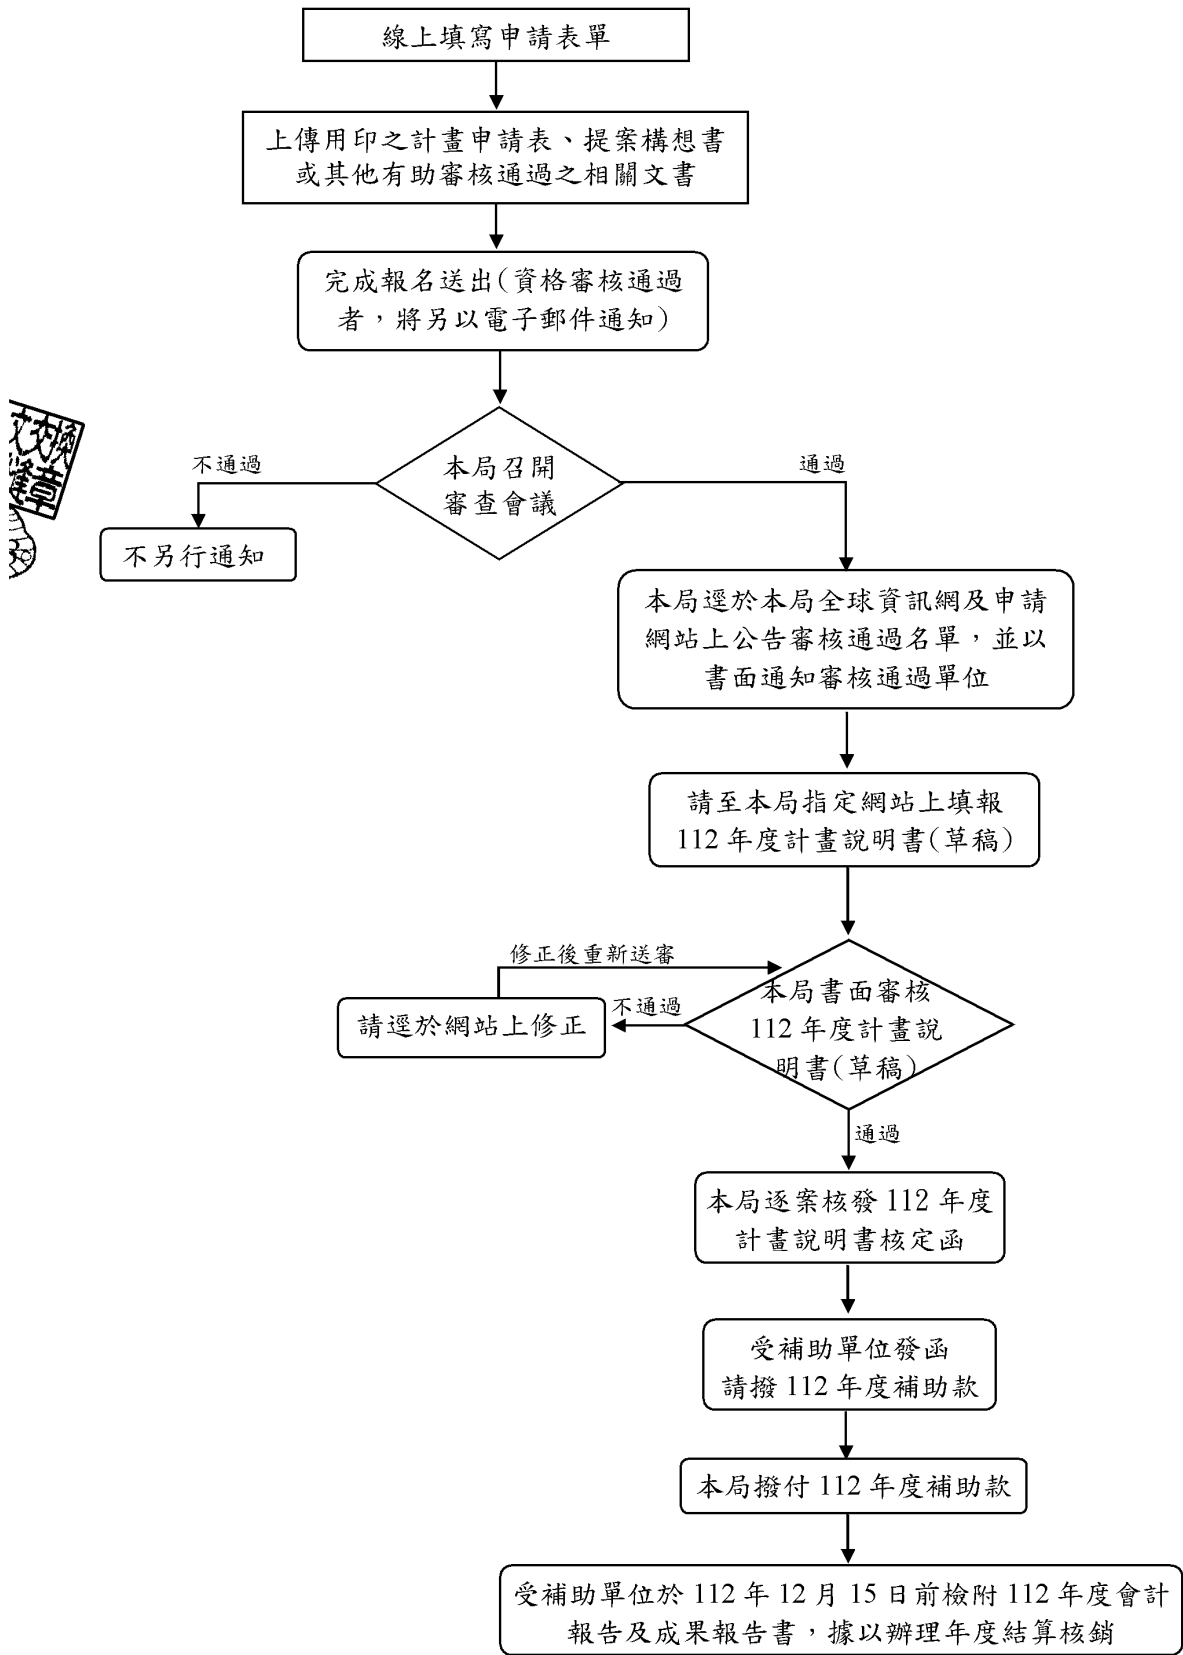 線上填寫申請表單
上傳用印之計畫申請表、提案構想書
或其他有助審核通過之相關文書
完成報名送出(資格審核通過
者，將另以電子郵件通知)
本局召開
審查會議
不通過
通過
不另行通知
文交換
縫章
本局逕於本局全球資訊網及申請
網站上公告審核通過名單，並以
書面通知審核通過單位
請至本局指定網站上填報
112 年度計畫說明書(草稿)
修正後重新送審
本局書面審核
112 年度計畫說
明書(草稿)
不通過
請逕於網站上修正
通過
本局逐案核發 112 年度
計畫說明書核定函
受補助單位發函
請撥 112 年度補助款
本局撥付 112 年度補助款
受補助單位於 112 年 12 月 15 日前檢附 112 年度會計
報告及成果報告書，據以辦理年度結算核銷